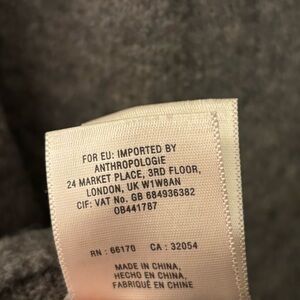 FOR EU: IMPORTED BY
ANTHROPOLOGIE
24 MARKET PLACE, 3RD FLOOR,
LONDON, UK W1W8AN
CIF: VAT No. GB 684936382
OB441787
RN : 66170 CA : 32054
MADE IN CHINA,
HECHO EN CHINA,
FABRIQUÉ EN CHINE